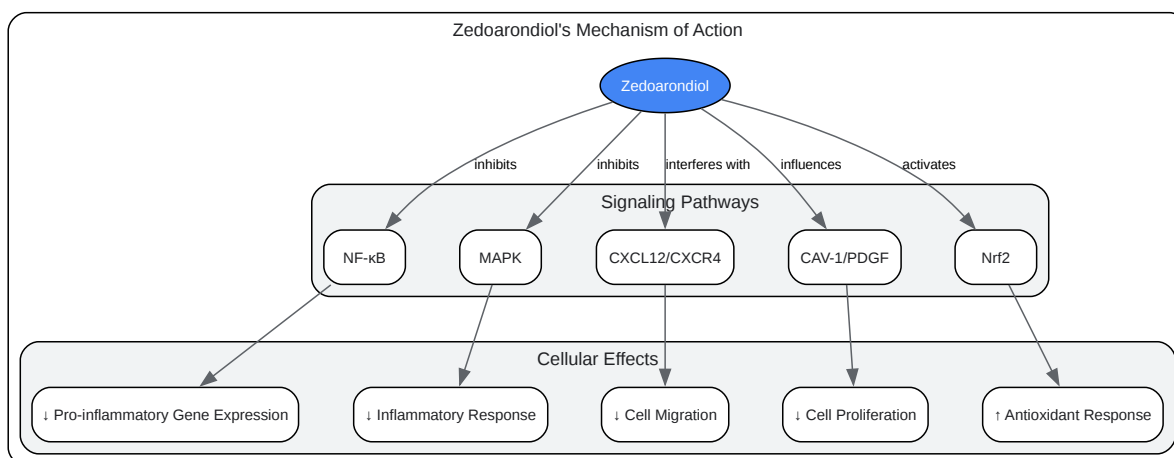 Zedoarondiol's Mechanism of Action
Zedoarondiol
inhibits
inhibits
interferes with
influences
activates
Signaling Pathways
NF-κB
MAPK
CXCL12/CXCR4
CAV-1/PDGF
Nrf2
Cellular Effects
↓ Pro-inflammatory Gene Expression
↓ Inflammatory Response
↓ Cell Migration
↓ Cell Proliferation
↑ Antioxidant Response